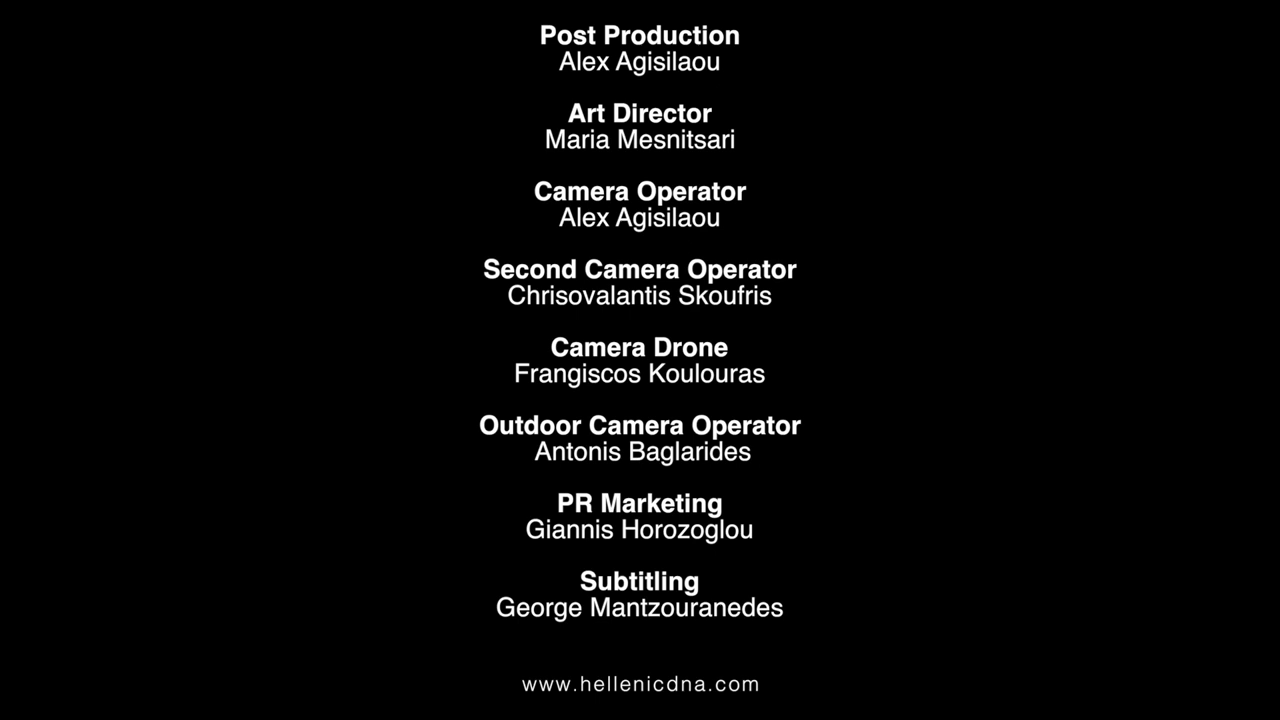 Post Production
Alex Agisilaou
Art Director
Maria Mesnitsari
Camera Operator
Alex Agisilaou
Second Camera Operator
Chrisovalantis Skoufris
Camera Drone
Frangiscos Koulouras
Outdoor Camera Operator
Antonis Baglarides
PR Marketing
Giannis Horozoglou
Subtitling
George Mantzouranedes
www.hellenicdna.com